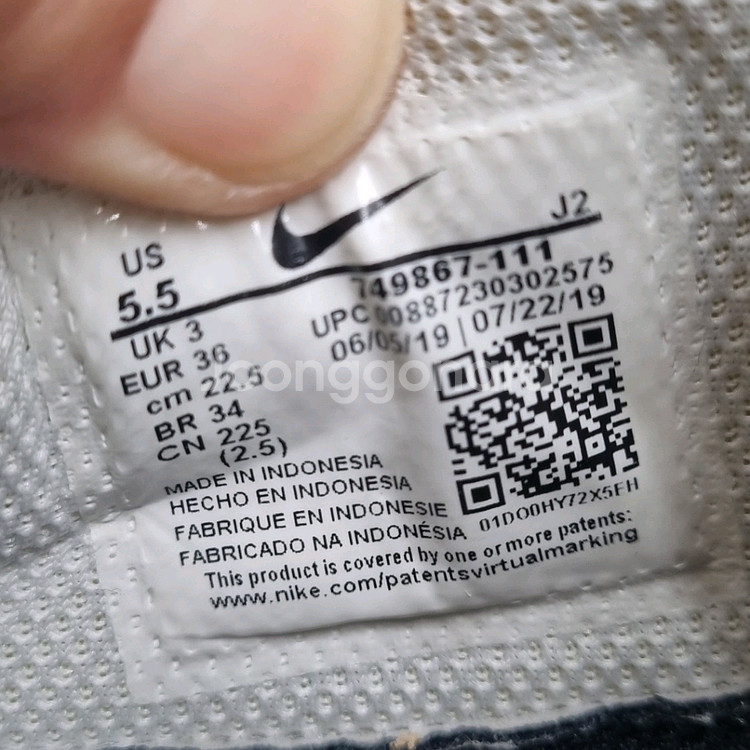 J2
US
5.5
749867-111
UPC 00887230302575
06/05/19 | 07/22/19
UK 3
EUR 36
cm 22.5
BR 34
CN 225
(2.5)
MADE IN INDONESIA
HECHO EN INDONESIA
FABRIQUE EN INDONESIE
FABRICADO NA INDONÉSIA
01DO0HY72X5FH
This product is covered by one or more patents:
www.nike.com/patentsvirtualmarking